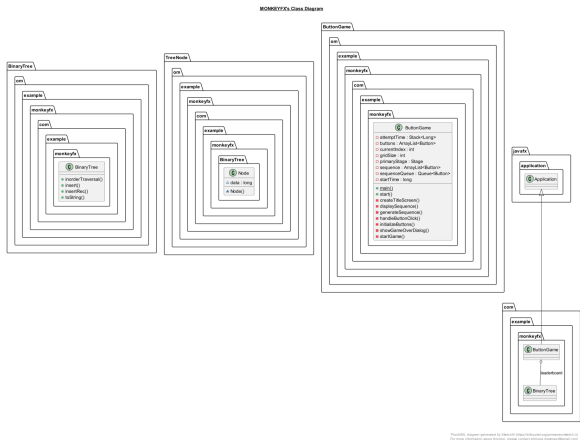 MONKEYFX's Class Diagram
BinaryTree
om
example
monkeyfx
com
example
monkeyfx
BinaryTree
inorderTraversal()
insert()
insertRec()
toString()
TreeNode
om
example
monkeyfx
com
example
monkeyfx
BinaryTree
Node
data : long
Node()
ButtonGame
om
example
monkeyfx
com
example
monkeyfx
ButtonGame
attemptTime : Stack<Long>
buttons : ArrayList<Button>
currentIndex : int
gridSize : int
primaryStage : Stage
sequence : ArrayList<Button>
sequenceQueue : Queue<Button>
startTime : long
main()
start()
createTitleScreen()
displaySequence()
generateSequence()
handleButtonClick()
initializeButtons()
showGameOverDialog()
startGame()
javafx
application
Application
com
example
monkeyfx
ButtonGame
leaderboard
BinaryTree